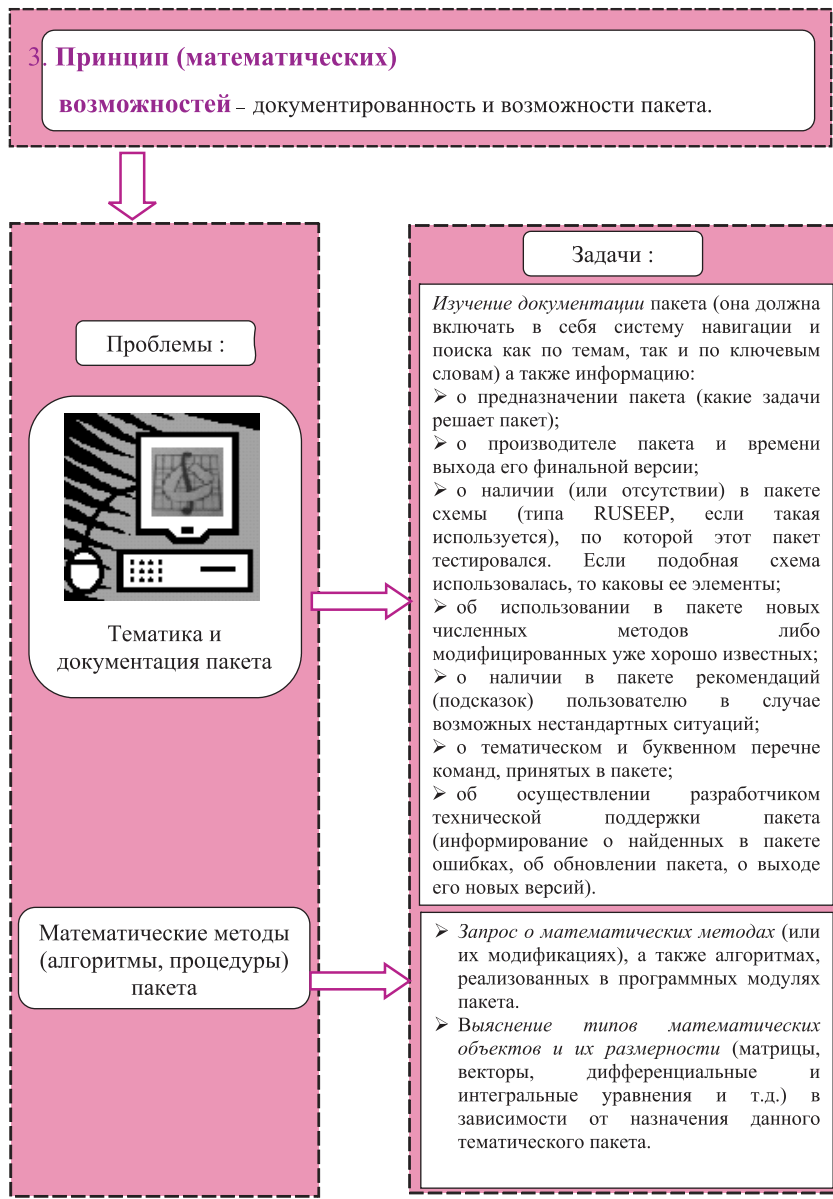 3. Принцип (математических)
возможностей – документированность и возможности пакета.
Проблемы :
Тематика и
документация пакета
Математические методы
(алгоритмы, процедуры)
пакета
Задачи :
Изучение документации пакета (она должна
включать в себя систему навигации и
поиска как по темам, так и по ключевым
словам) а также информацию:
➢ о предназначении пакета (какие задачи
решает пакет);
➢ о производителе пакета и времени
выхода его финальной версии;
➢ о наличии (или отсутствии) в пакете
схемы (типа RUSEEP, если такая
используется), по которой этот пакет
тестировался. Если подобная схема
использовалась, то каковы ее элементы;
➢ об использовании в пакете новых
численных методов либо
модифицированных уже хорошо известных;
➢ о наличии в пакете рекомендаций
(подсказок) пользователю в случае
возможных нестандартных ситуаций;
➢ о тематическом и буквенном перечне
команд, принятых в пакете;
➢ об осуществлении разработчиком
технической поддержки пакета
(информирование о найденных в пакете
ошибках, об обновлении пакета, о выходе
его новых версий).
➢ Запрос о математических методах (или
их модификациях), а также алгоритмах,
реализованных в программных модулях
пакета.
➢ Выяснение типов математических
объектов и их размерности (матрицы,
векторы, дифференциальные и
интегральные уравнения и т.д.) в
зависимости от назначения данного
тематического пакета.